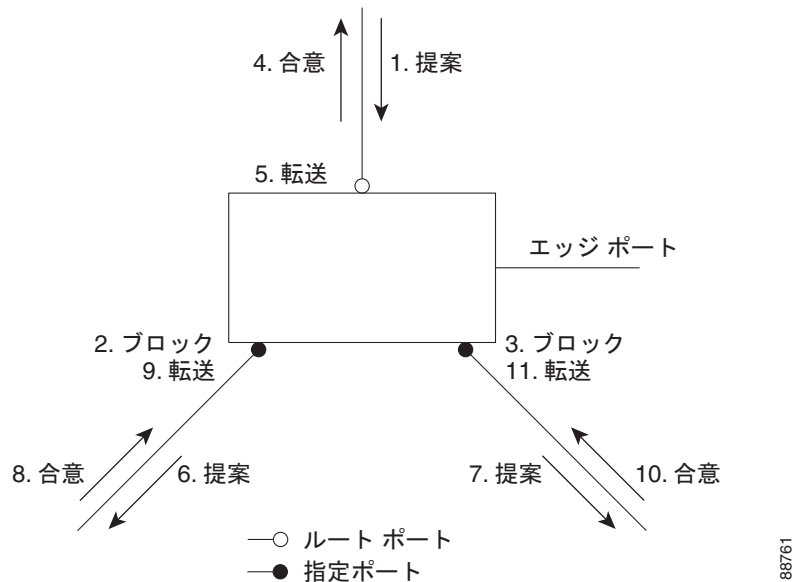 4. 合意
1. 提案
5. 転送
エッジ ポート
2. ブロック
9. 転送
3. ブロック
11. 転送
8. 合意
6. 提案
7. 提案
10. 合意
ルート ポート
指定ポート
88761